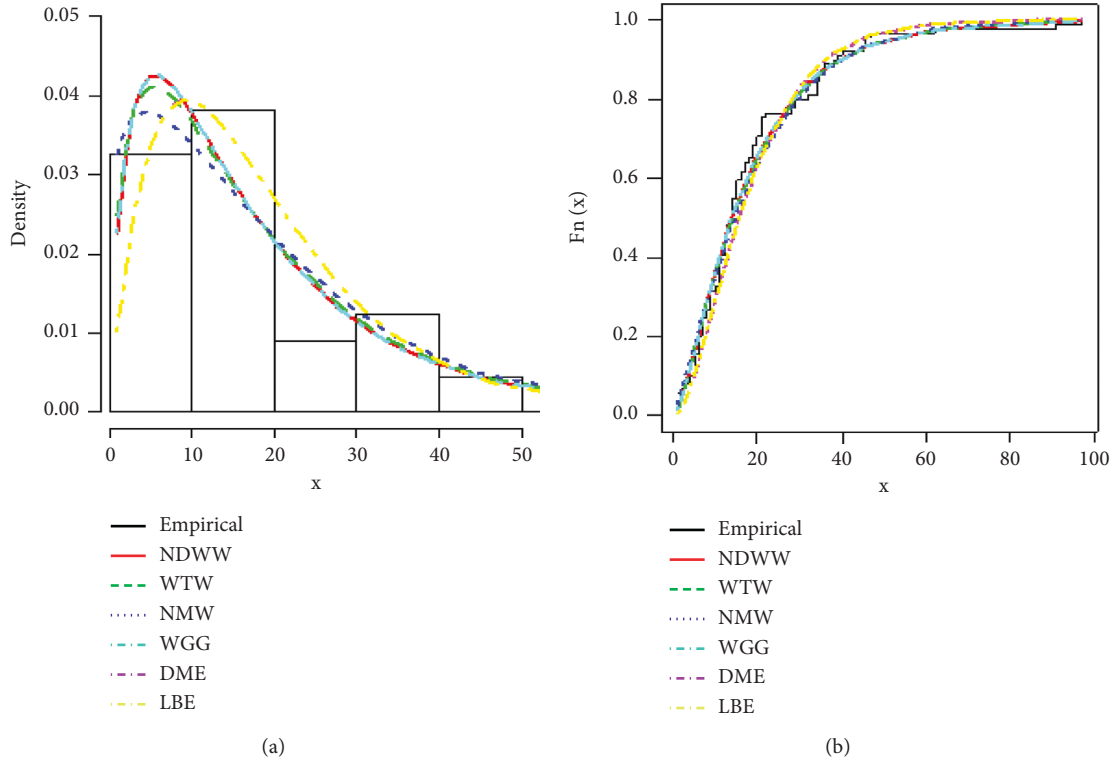 0.05
0.04
0.03
0.02
0.01
0.00
Density
0 10 20 30 40 50
x
Empirical
NDWW
WTW
NMW
WGG
DME
LBE
(a)
1.0
0.8
0.6
0.4
0.2
0.0
Fn (x)
0 20 40 60 80 100
x
Empirical
NDWW
WTW
NMW
WGG
DME
LBE
(b)